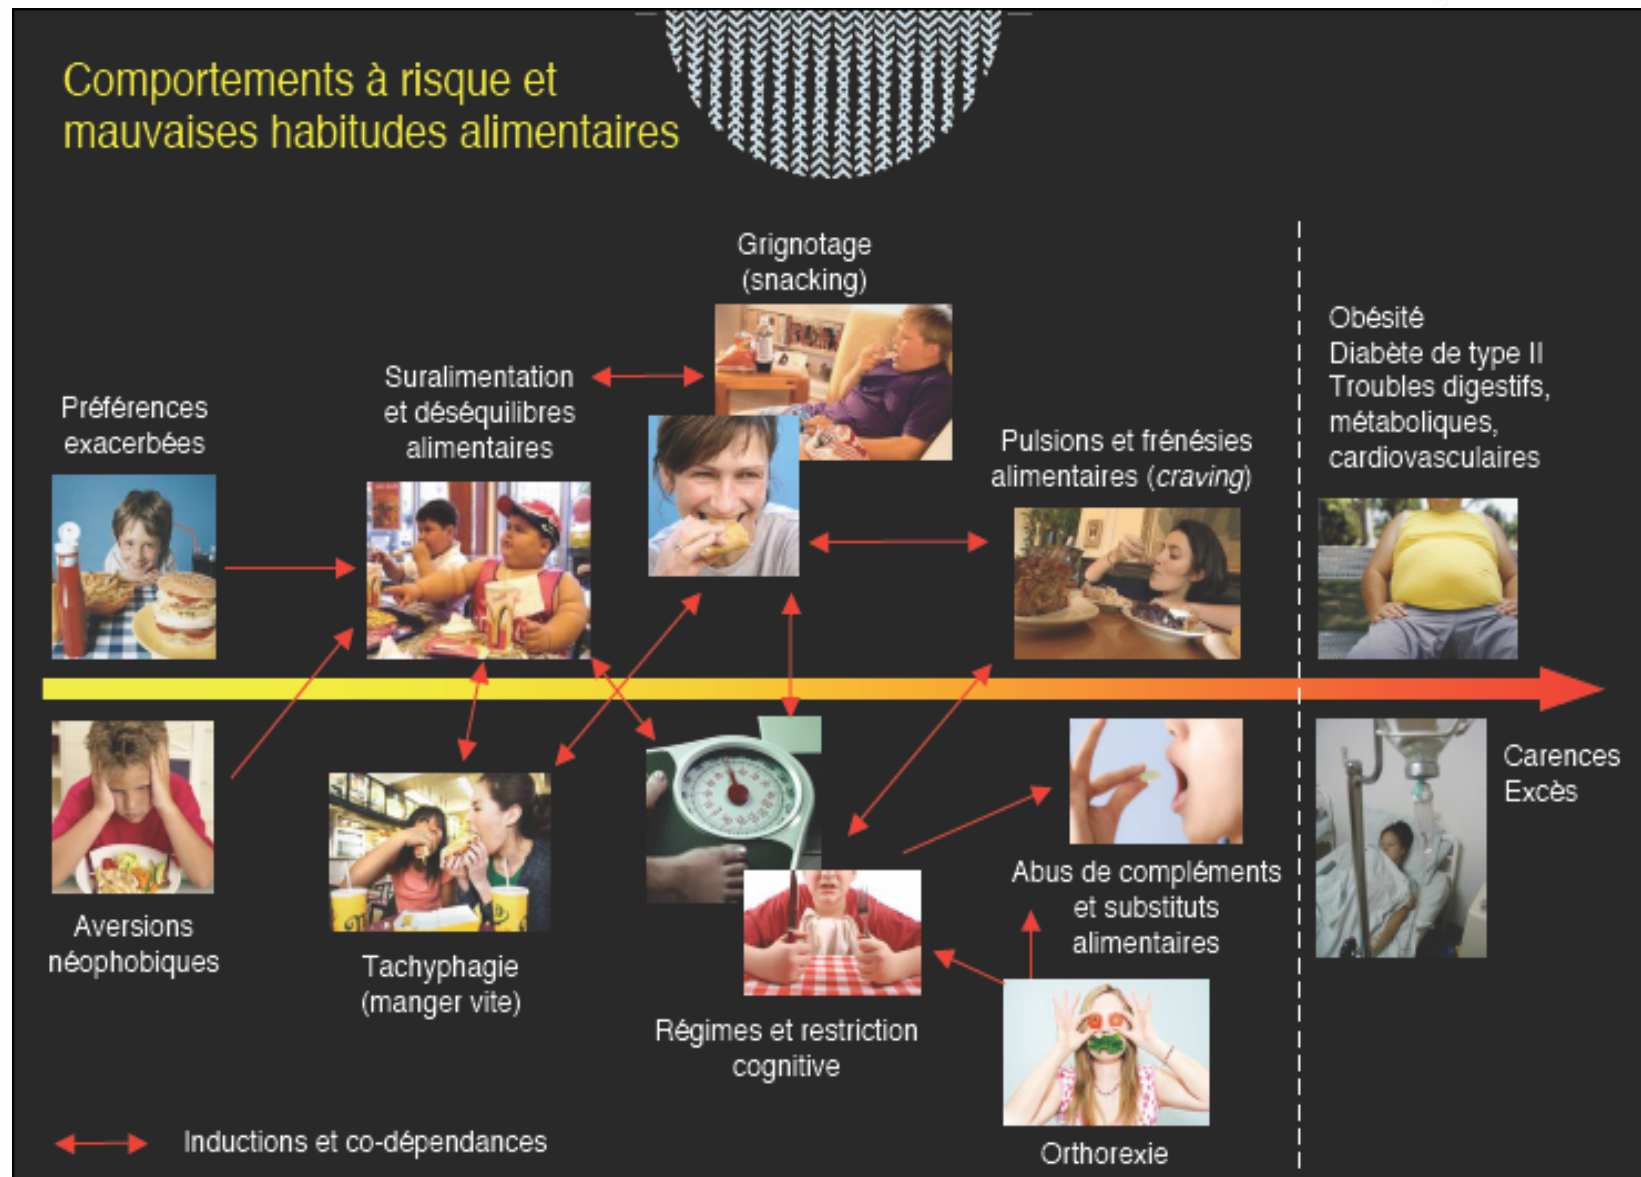 Comportements à risque et
mauvaises habitudes alimentaires
Grignotage
(snacking)
Suralimentation
et déséquilibres
alimentaires
Préférences
exacerbées
Pulsions et frénésies
alimentaires (craving)
Obésité
Diabète de type II
Troubles digestifs,
métaboliques,
cardiovasculaires
Aversions
néophobiques
Tachyphagie
(manger vite)
Régimes et restriction
cognitive
Abus de compléments
et substituts
alimentaires
Carences
Excès
Orthorexie
Inductions et co-dépendances